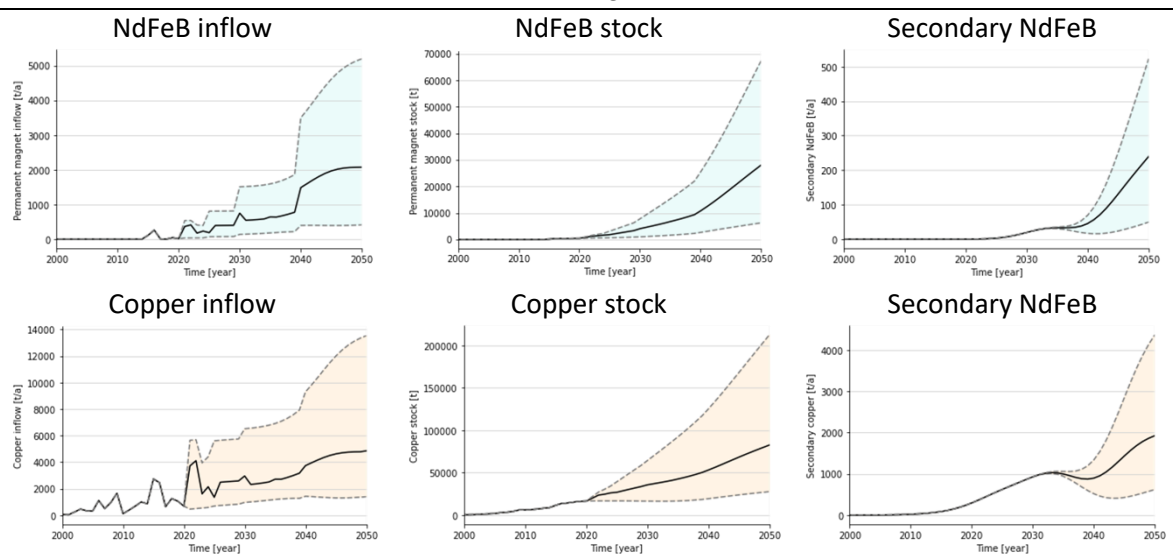 NdFeB inflow
Permanent magnet inflow [t/a]
5000
4000
3000
2000
1000
0
2000 2010 2020 2030 2040 2050
Time [year]
NdFeB stock
Permanent magnet stock [t]
70000
60000
50000
40000
30000
20000
10000
0
2000 2010 2020 2030 2040 2050
Time [year]
Secondary NdFeB
Secondary NdFeB [t/a]
500
400
300
200
100
0
2000 2010 2020 2030 2040 2050
Time [year]
Copper inflow
Copper inflow [t/a]
14000
12000
10000
8000
6000
4000
2000
0
2000 2010 2020 2030 2040 2050
Time [year]
Copper stock
Copper stock [t]
200000
150000
100000
50000
0
2000 2010 2020 2030 2040 2050
Time [year]
Secondary NdFeB
Secondary copper [t/a]
4000
3000
2000
1000
0
2000 2010 2020 2030 2040 2050
Time [year]